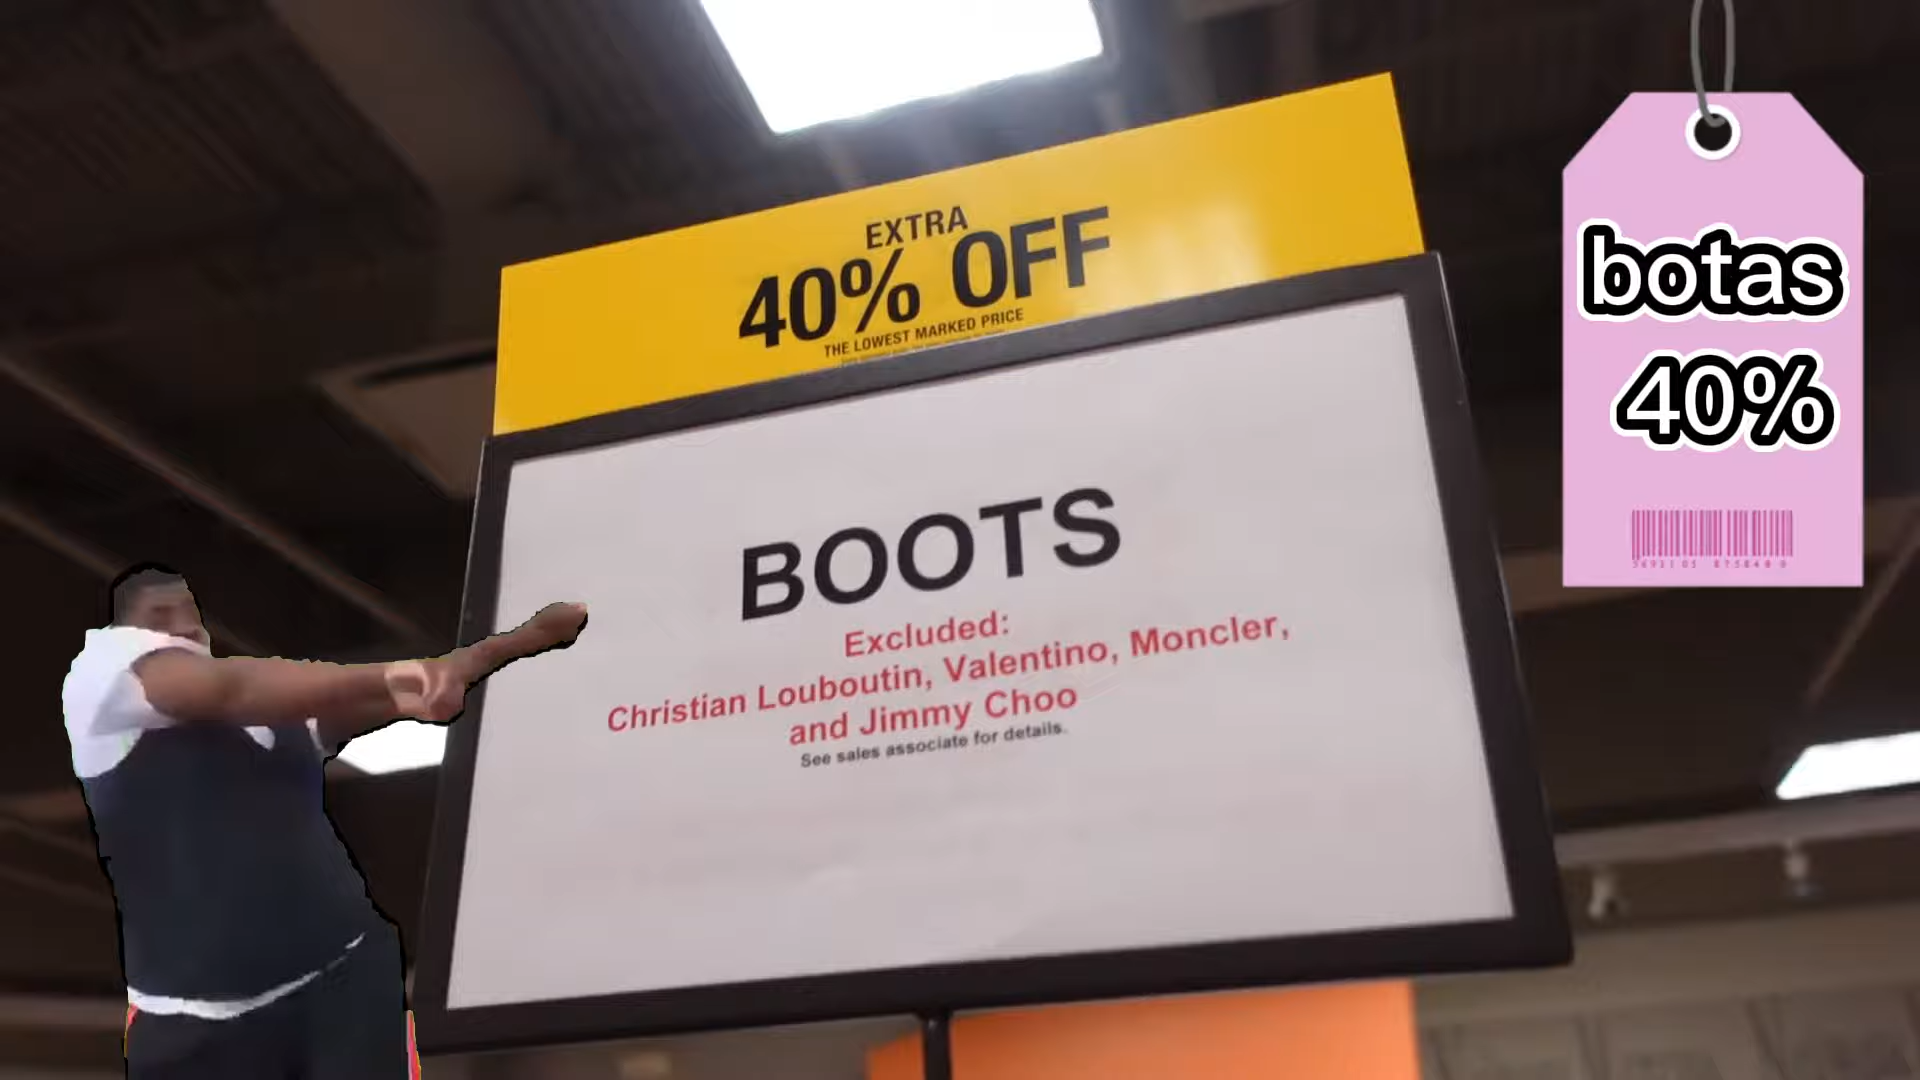 EXTRA
40% OFF
THE LOWEST MARKED PRICE
BOOTS
Excluded:
Christian Louboutin, Valentino, Moncler,
and Jimmy Choo
See sales associate for details.
botas
40%